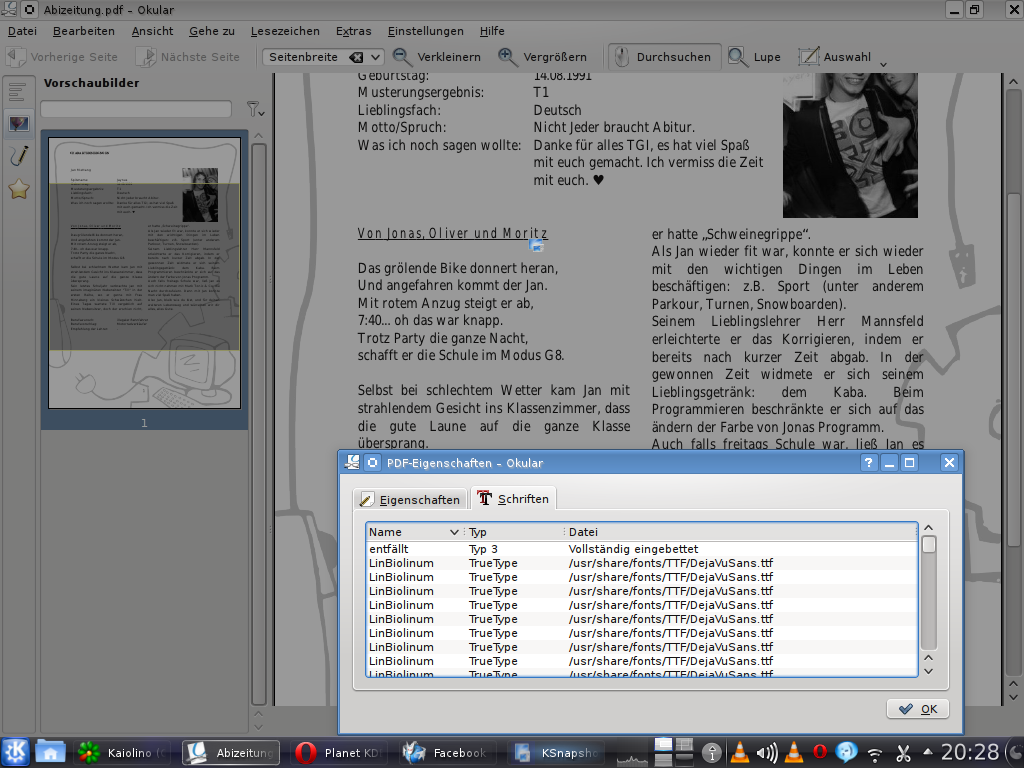 Abizeitung.pdf – Okular
Datei Bearbeiten Ansicht Gehe zu Lesezeichen Extras Einstellungen Hilfe
Vorherige Seite Nächste Seite Seitenbreite Verkleinern Vergrößern Durchsuchen Lupe Auswahl
Vorschaubilder
1
Geburtstag: 14.08.1991
Musterungsergebnis: T1
Lieblingsfach: Deutsch
Motto/Spruch: Nicht Jeder braucht Abitur.
Was ich noch sagen wollte: Danke für alles TGI, es hat viel Spaß
mit euch gemacht. Ich vermiss die Zeit
mit euch. ♥
Von Jonas, Oliver und Moritz
Das grölende Bike donnert heran,
Und angefahren kommt der Jan.
Mit rotem Anzug steigt er ab,
7:40... oh das war knapp.
Trotz Party die ganze Nacht,
schafft er die Schule im Modus G8.
Selbst bei schlechtem Wetter kam Jan mit
strahlendem Gesicht ins Klassenzimmer, dass
die gute Laune auf die ganze Klasse
übersprang.
er hatte „Schweinegrippe“.
Als Jan wieder fit war, konnte er sich wieder
mit den wichtigen Dingen im Leben
beschäftigen: z.B. Sport (unter anderem
Parkour, Turnen, Snowboarden).
Seinem Lieblingslehrer Herr Mannsfeld
erleichterte er das Korrigieren, indem er
bereits nach kurzer Zeit abgab. In der
gewonnen Zeit widmete er sich seinem
Lieblingsgetränk: dem Kaba. Beim
Programmieren beschränkte er sich auf das
ändern der Farbe von Jonas Programm.
Auch falls freitags Schule war, ließ Jan es
PDF-Eigenschaften – Okular
Eigenschaften Schriften
Name Typ Datei
entfällt Typ 3 Vollständig eingebettet
LinBiolinum TrueType /usr/share/fonts/TTF/DejaVuSans.ttf
LinBiolinum TrueType /usr/share/fonts/TTF/DejaVuSans.ttf
LinBiolinum TrueType /usr/share/fonts/TTF/DejaVuSans.ttf
LinBiolinum TrueType /usr/share/fonts/TTF/DejaVuSans.ttf
LinBiolinum TrueType /usr/share/fonts/TTF/DejaVuSans.ttf
LinBiolinum TrueType /usr/share/fonts/TTF/DejaVuSans.ttf
LinBiolinum TrueType /usr/share/fonts/TTF/DejaVuSans.ttf
LinBiolinum TrueType /usr/share/fonts/TTF/DejaVuSans.ttf
LinBiolinum TrueType /usr/share/fonts/TTF/DejaVuSans.ttf
OK
Kaiolino ( Abizeitung Planet KD Facebook KSnapsho 20:28